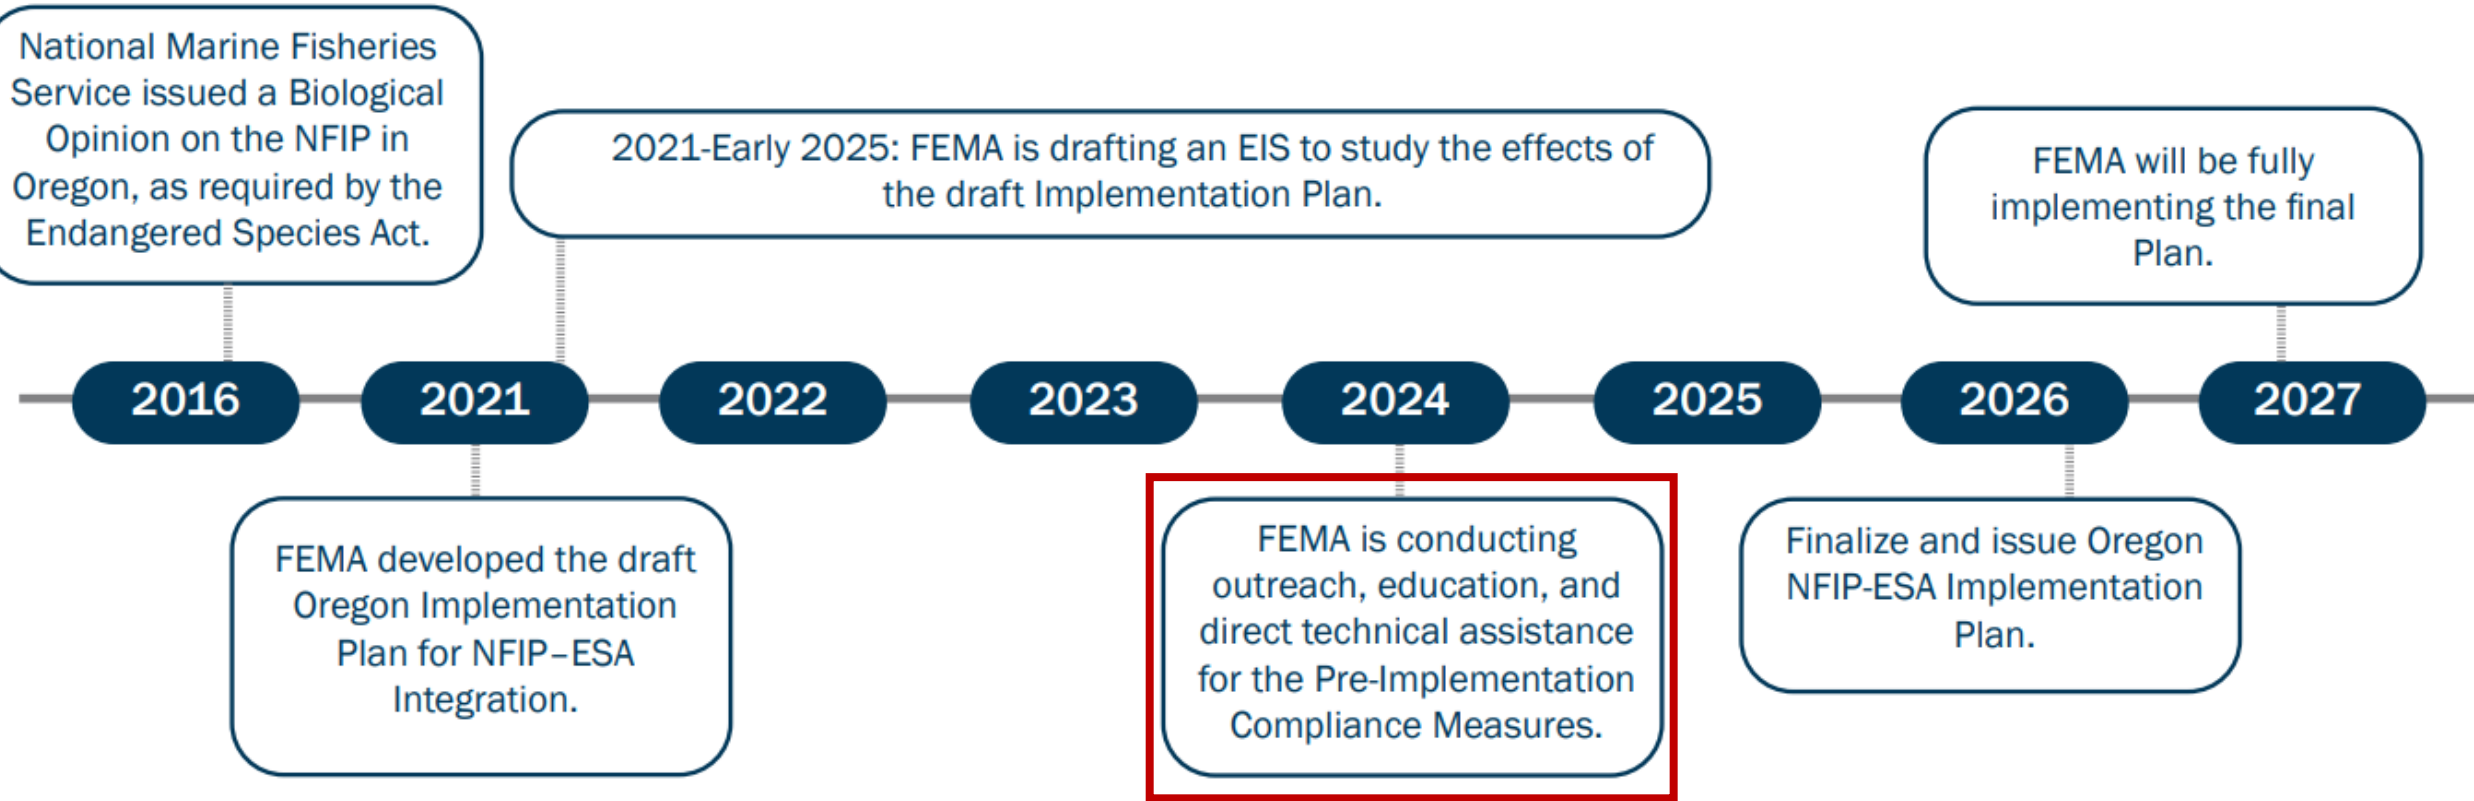 National Marine Fisheries
Service issued a Biological
Opinion on the NFIP in
Oregon, as required by the
Endangered Species Act.
2021-Early 2025: FEMA is drafting an EIS to study the effects of
the draft Implementation Plan.
FEMA will be fully
implementing the final
Plan.
2016
2021
2022
2023
2024
2025
2026
2027
FEMA developed the draft
Oregon Implementation
Plan for NFIP–ESA
Integration.
FEMA is conducting
outreach, education, and
direct technical assistance
for the Pre-Implementation
Compliance Measures.
Finalize and issue Oregon
NFIP-ESA Implementation
Plan.